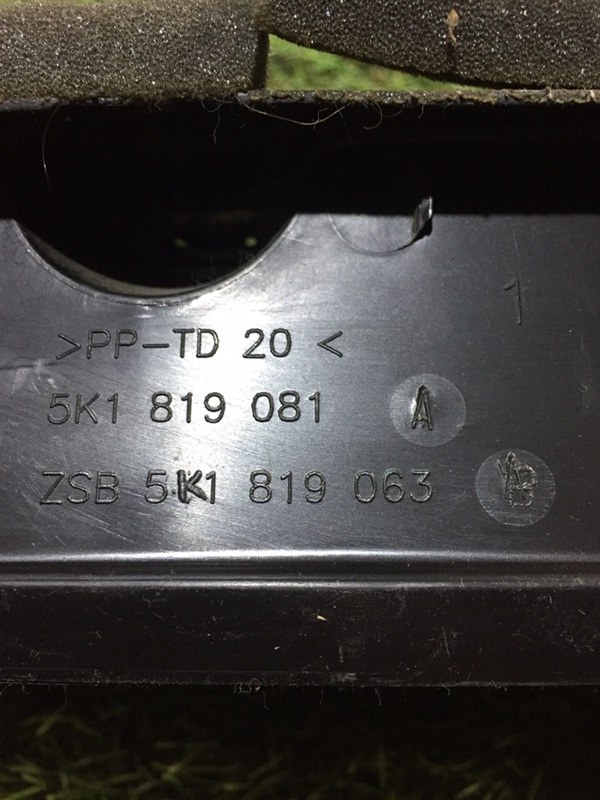 1
>PP-TD 20<
5K1 819 081 A
ZSB 5K1 819 063